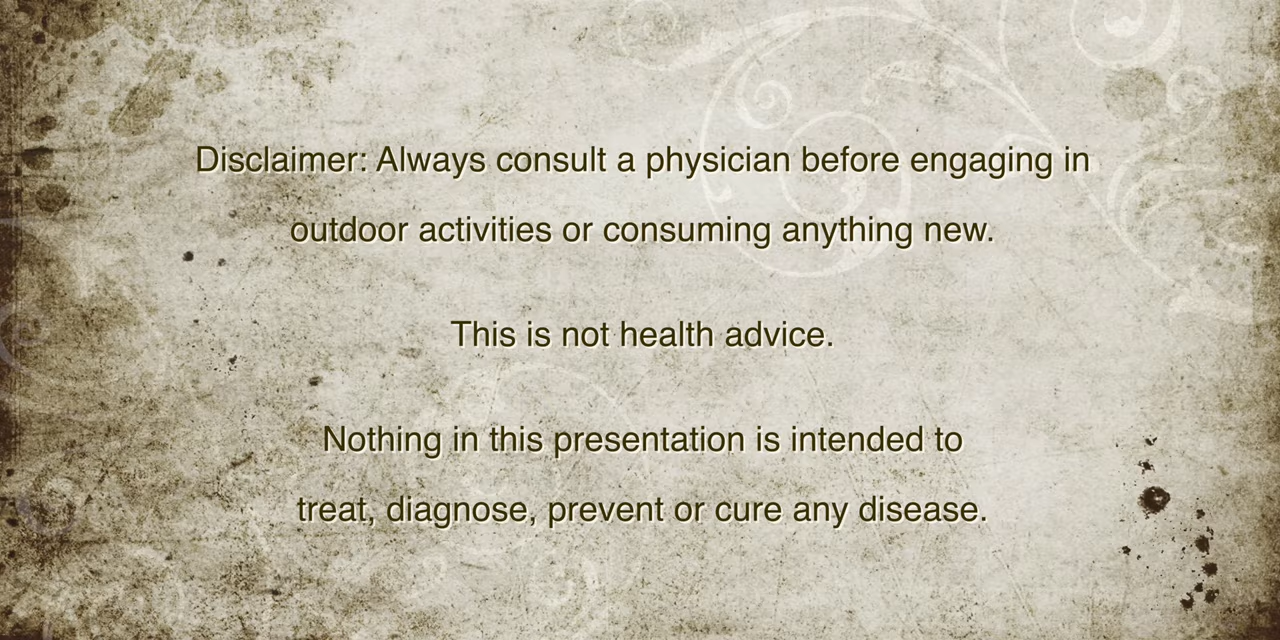 Disclaimer: Always consult a physician before engaging in
outdoor activities or consuming anything new.
This is not health advice.
Nothing in this presentation is intended to
treat, diagnose, prevent or cure any disease.